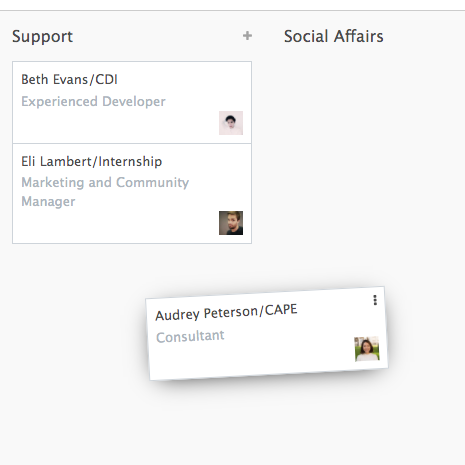 Support
Social Affairs
Beth Evans/CDI
Experienced Developer
Eli Lambert/Internship
Marketing and Community
Manager
Audrey Peterson/CAPE
Consultant